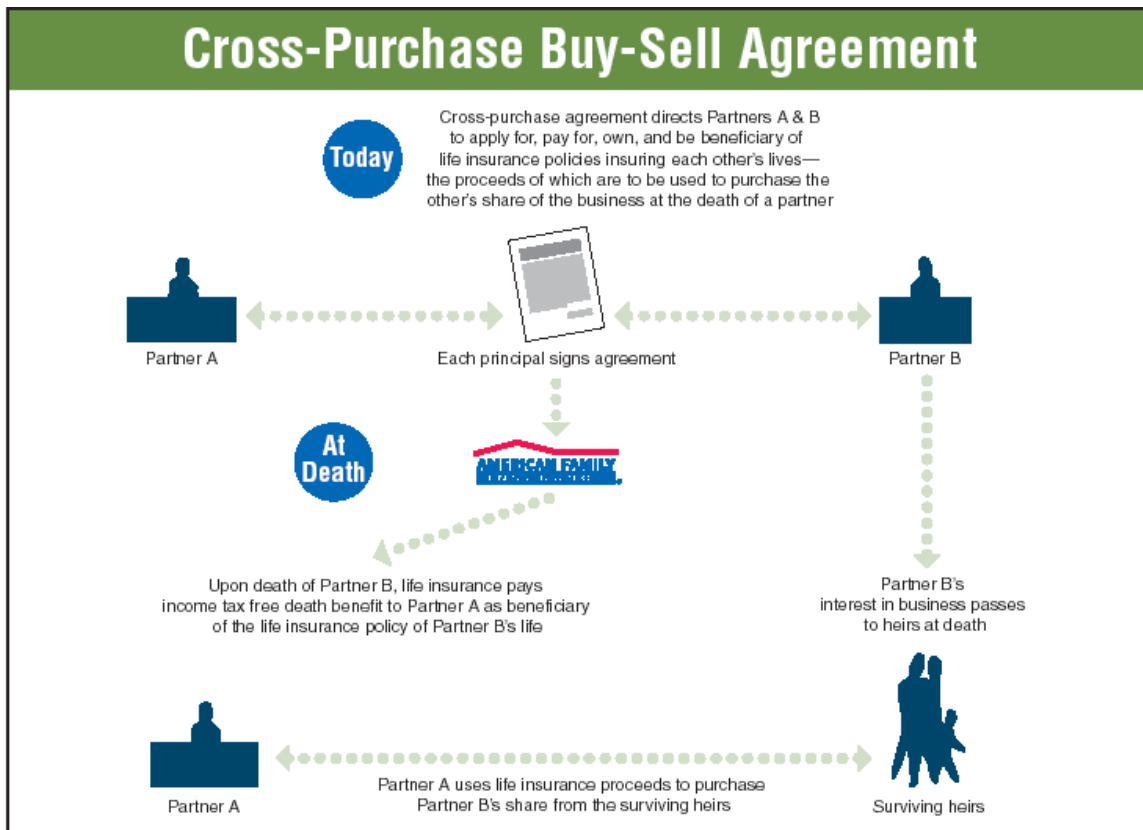 Cross-Purchase Buy-Sell Agreement
Today
Cross-purchase agreement directs Partners A & B
to apply for, pay for, own, and be beneficiary of
life insurance policies insuring each other's lives—
the proceeds of which are to be used to purchase the
other's share of the business at the death of a partner
Partner A
Each principal signs agreement
Partner B
At
Death
AMERICAN FAMILY
Upon death of Partner B, life insurance pays
income tax free death benefit to Partner A as beneficiary
of the life insurance policy of Partner B's life
Partner B's
interest in business passes
to heirs at death
Partner A
Partner A uses life insurance proceeds to purchase
Partner B's share from the surviving heirs
Surviving heirs